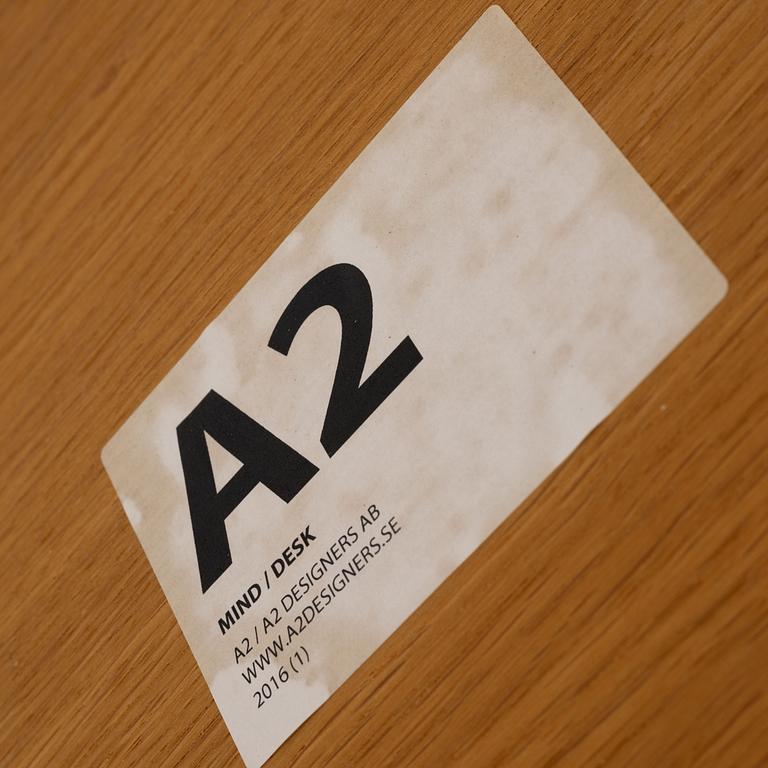 A2
MIND / DESK
A2 / A2 DESIGNERS AB
WWW.A2DESIGNERS.SE
2016 (1)